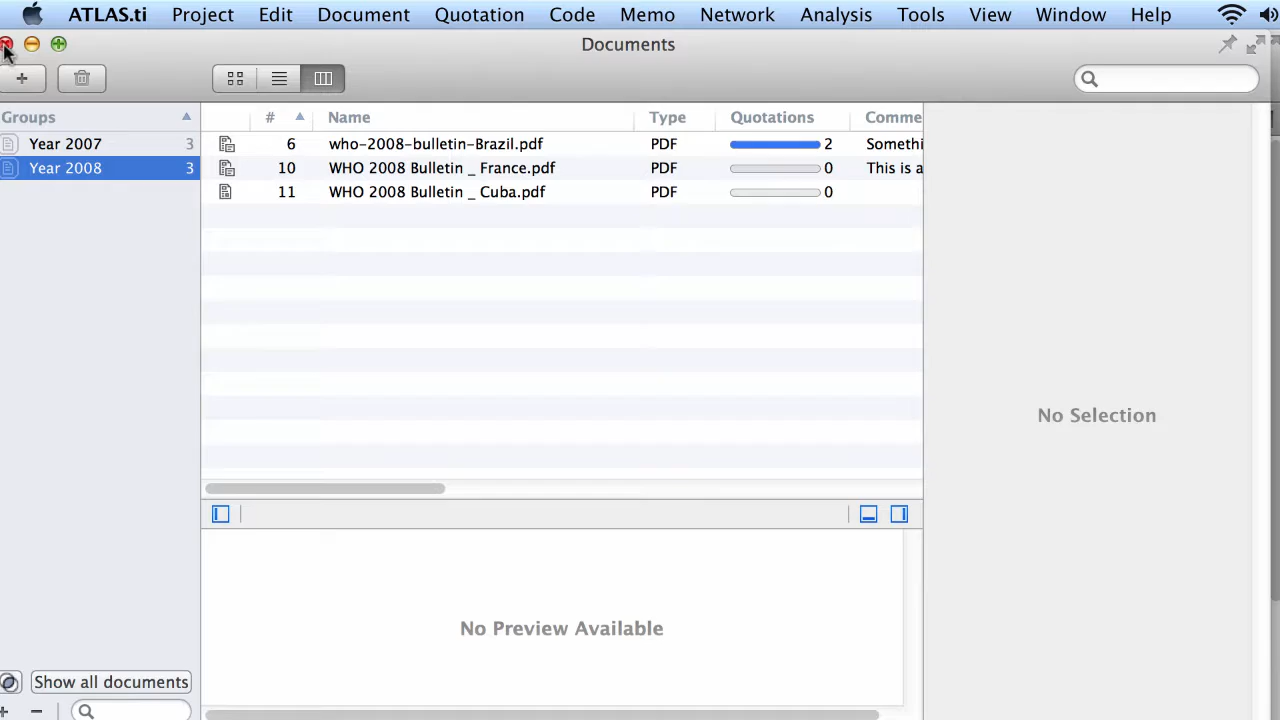 ATLAS.ti Project Edit Document Quotation Code Memo Network Analysis Tools View Window Help
Documents
Groups # Name Type Quotations Comme
Year 2007 3 6 who-2008-bulletin-Brazil.pdf PDF 2 Somethi
Year 2008 3 10 WHO 2008 Bulletin _ France.pdf PDF 0 This is a
11 WHO 2008 Bulletin _ Cuba.pdf PDF 0
No Selection
No Preview Available
Show all documents